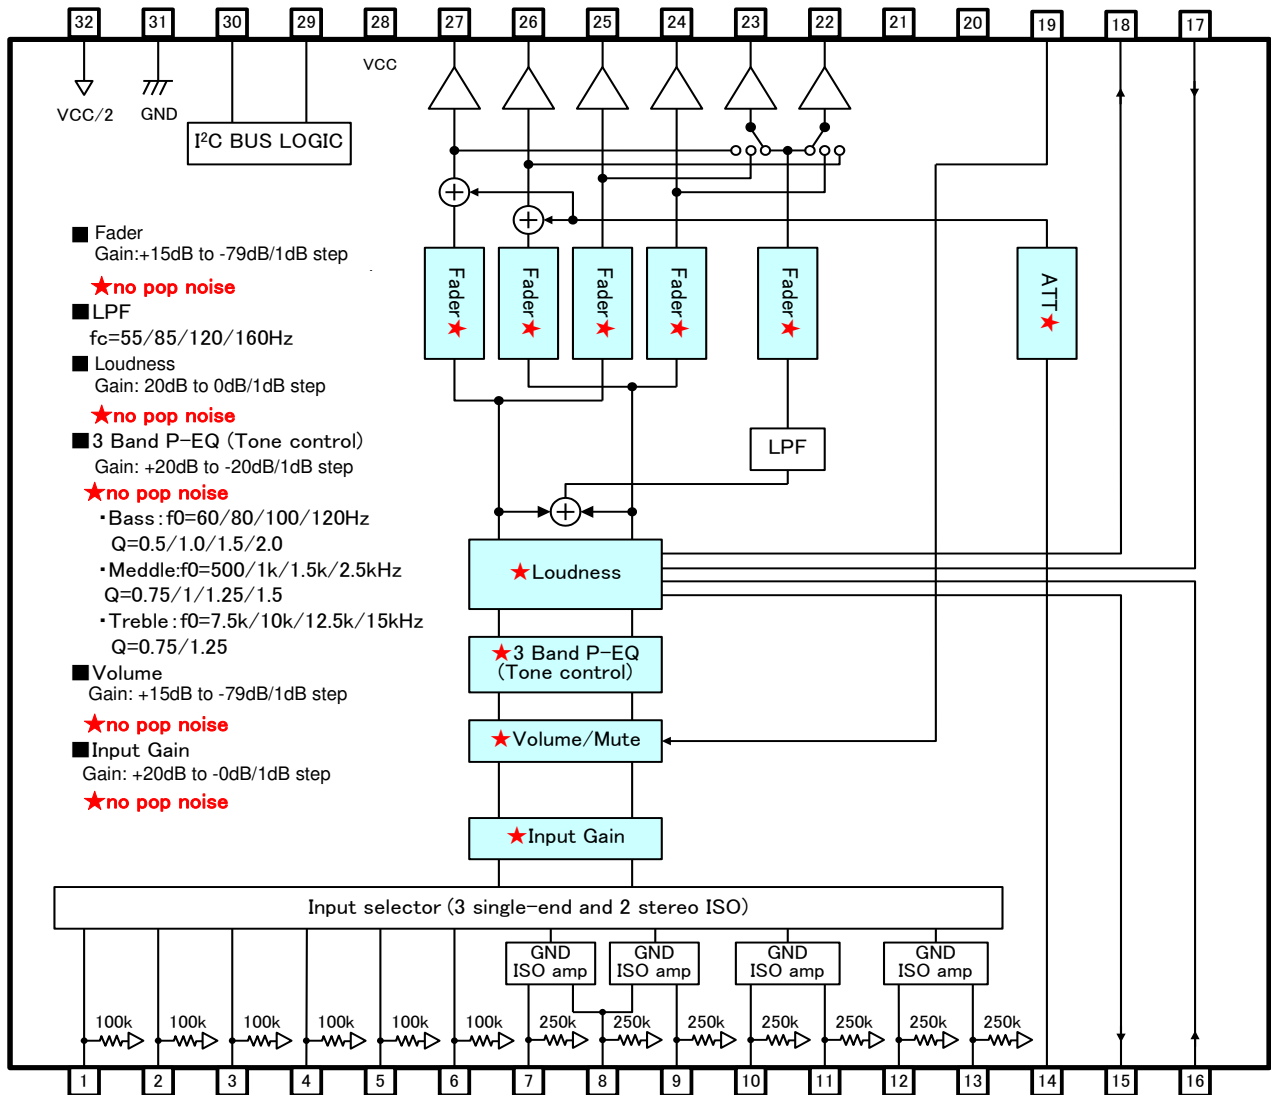 32 31 30 29 28 27 26 25 24 23 22 21 20 19 18 17
VCC
VCC/2 GND
I²C BUS LOGIC
■ Fader
Gain:+15dB to -79dB/1dB step
★no pop noise
■LPF
fc=55/85/120/160Hz
■ Loudness
Gain: 20dB to 0dB/1dB step
★no pop noise
■3 Band P-EQ (Tone control)
Gain: +20dB to -20dB/1dB step
★no pop noise
・Bass:f0=60/80/100/120Hz
Q=0.5/1.0/1.5/2.0
・Meddle:f0=500/1k/1.5k/2.5kHz
Q=0.75/1/1.25/1.5
・Treble:f0=7.5k/10k/12.5k/15kHz
Q=0.75/1.25
■Volume
Gain: +15dB to -79dB/1dB step
★no pop noise
■Input Gain
Gain: +20dB to -0dB/1dB step
★no pop noise
Fader★
Fader★
Fader★
Fader★
Fader★
ATT★
LPF
★Loudness
★3 Band P-EQ
(Tone control)
★Volume/Mute
★Input Gain
Input selector (3 single-end and 2 stereo ISO)
GND
ISO amp
GND
ISO amp
GND
ISO amp
GND
ISO amp
100k 100k 100k 100k 100k 100k 250k 250k 250k 250k 250k 250k 250k
1 2 3 4 5 6 7 8 9 10 11 12 13 14 15 16